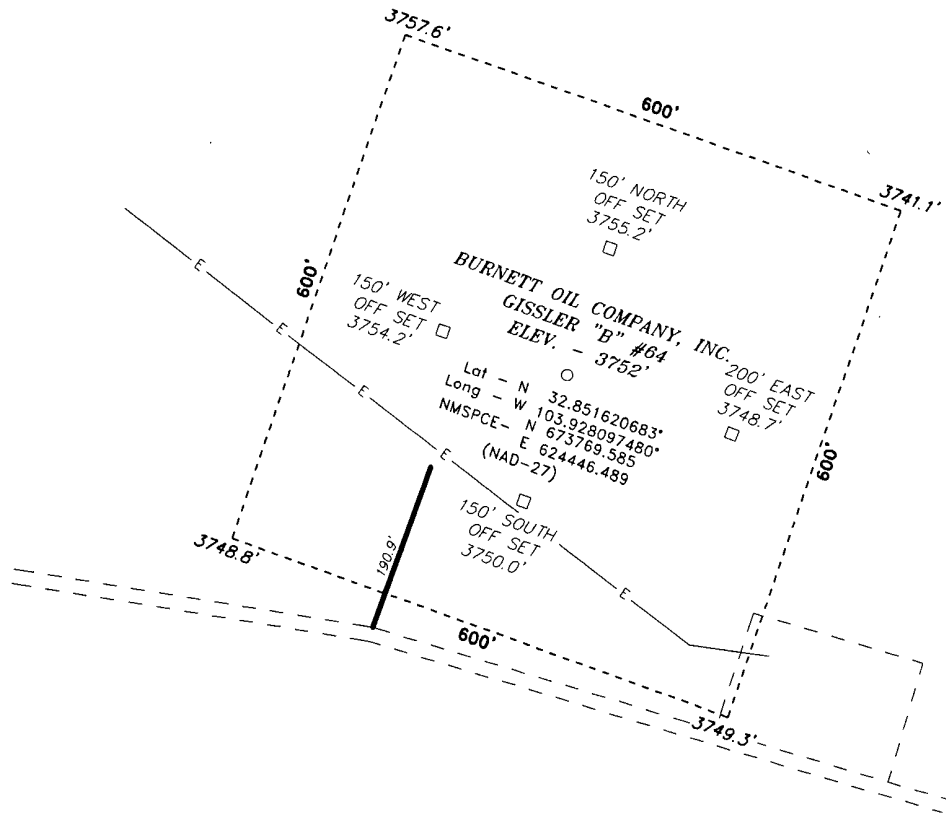 3757.6'
600'
3741.1'
150' NORTH
OFF SET
3755.2'
600'
BURNETT OIL COMPANY, INC.
GISSLER "B" #64
ELEV. - 3752'
150' WEST
OFF SET
3754.2'
E
E
E
200' EAST
OFF SET
3748.7'
Lat - N 32.851620683°
Long - W 103.928097480°
NMSPCE- N 673769.585
E 624446.489
(NAD-27)
E
600'
150' SOUTH
OFF SET
3750.0'
190.9'
3748.8'
E
600'
3749.3'